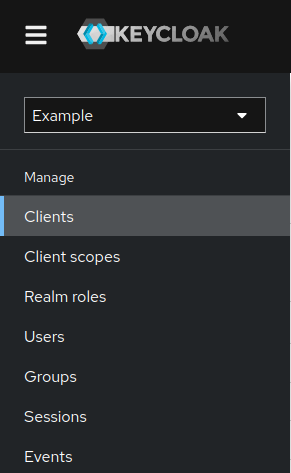 KEYCLOAK
Example
Manage
Clients
Client scopes
Realm roles
Users
Groups
Sessions
Events